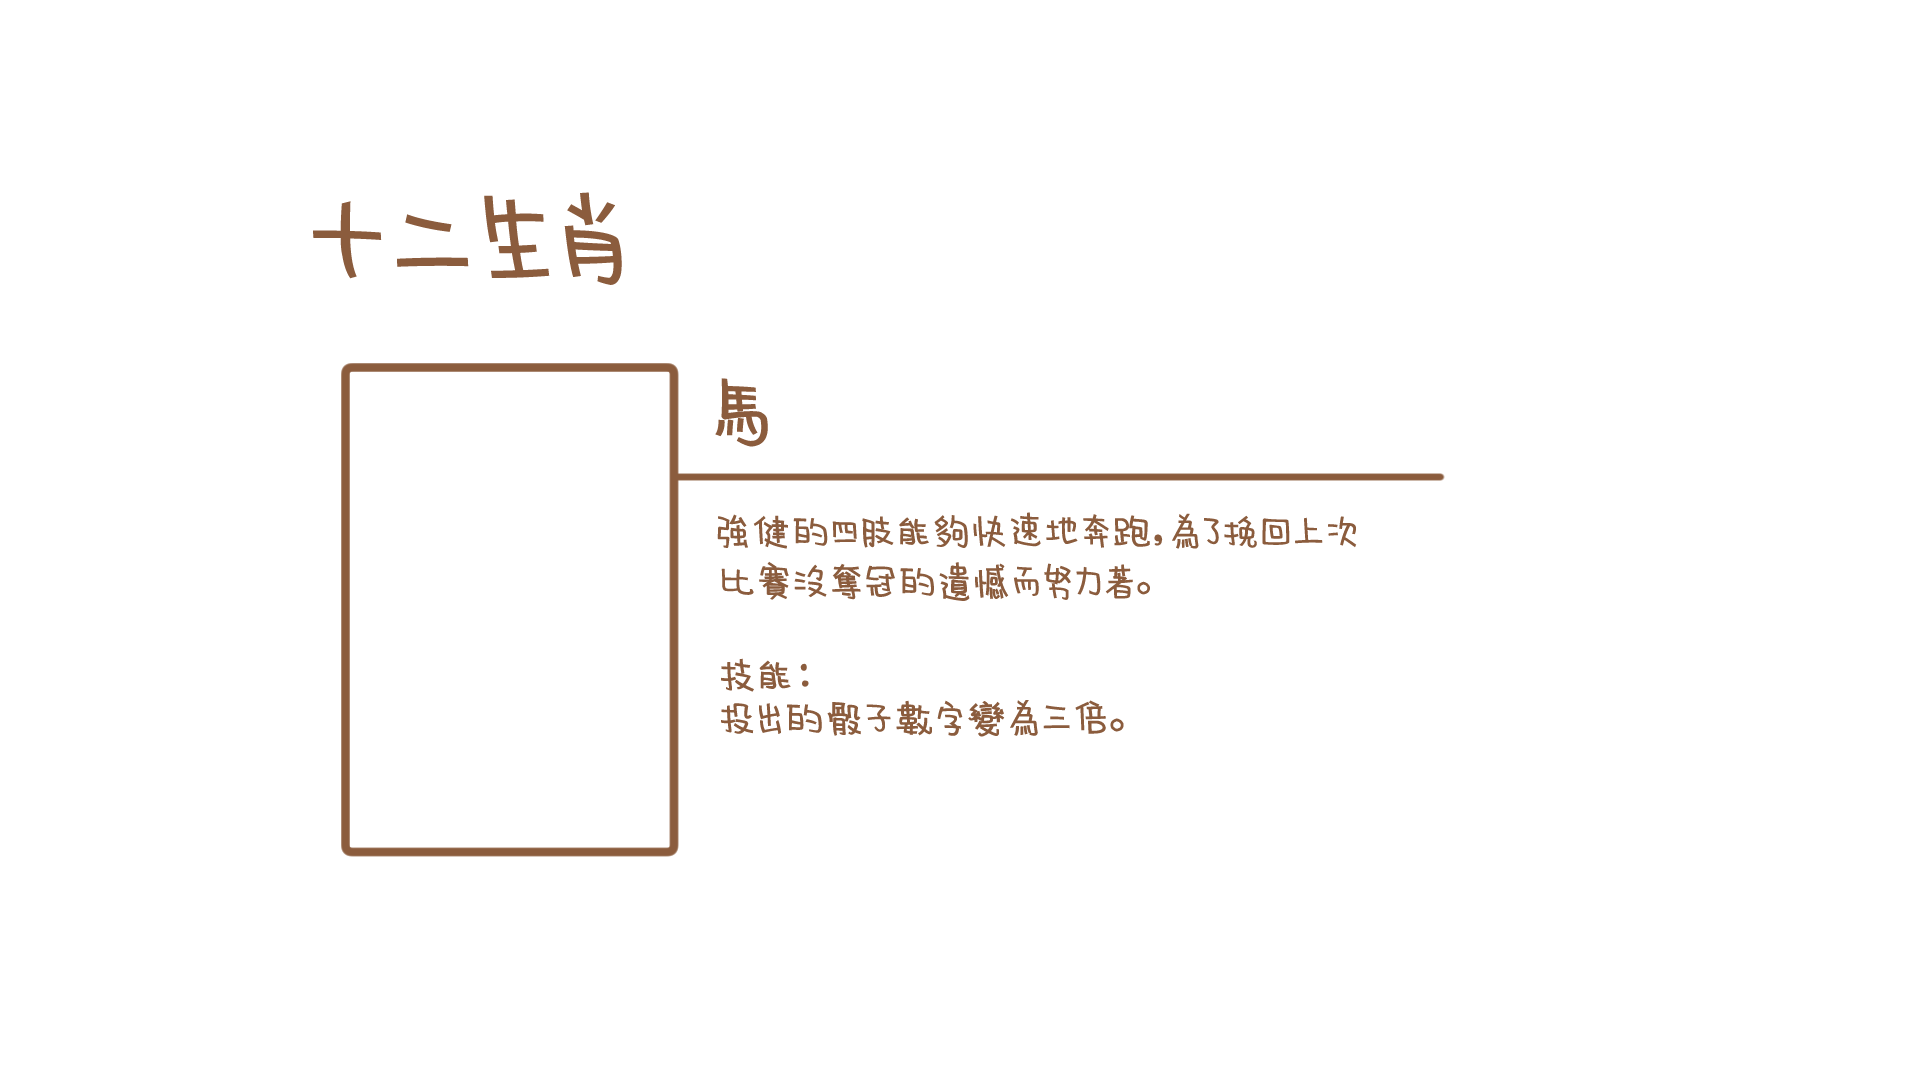 十二生肖
馬
強健的四肢能夠快速地奔跑,為了挽回上次
比賽沒奪冠的遺憾而努力著。
技能：
投出的骰子數字變為三倍。